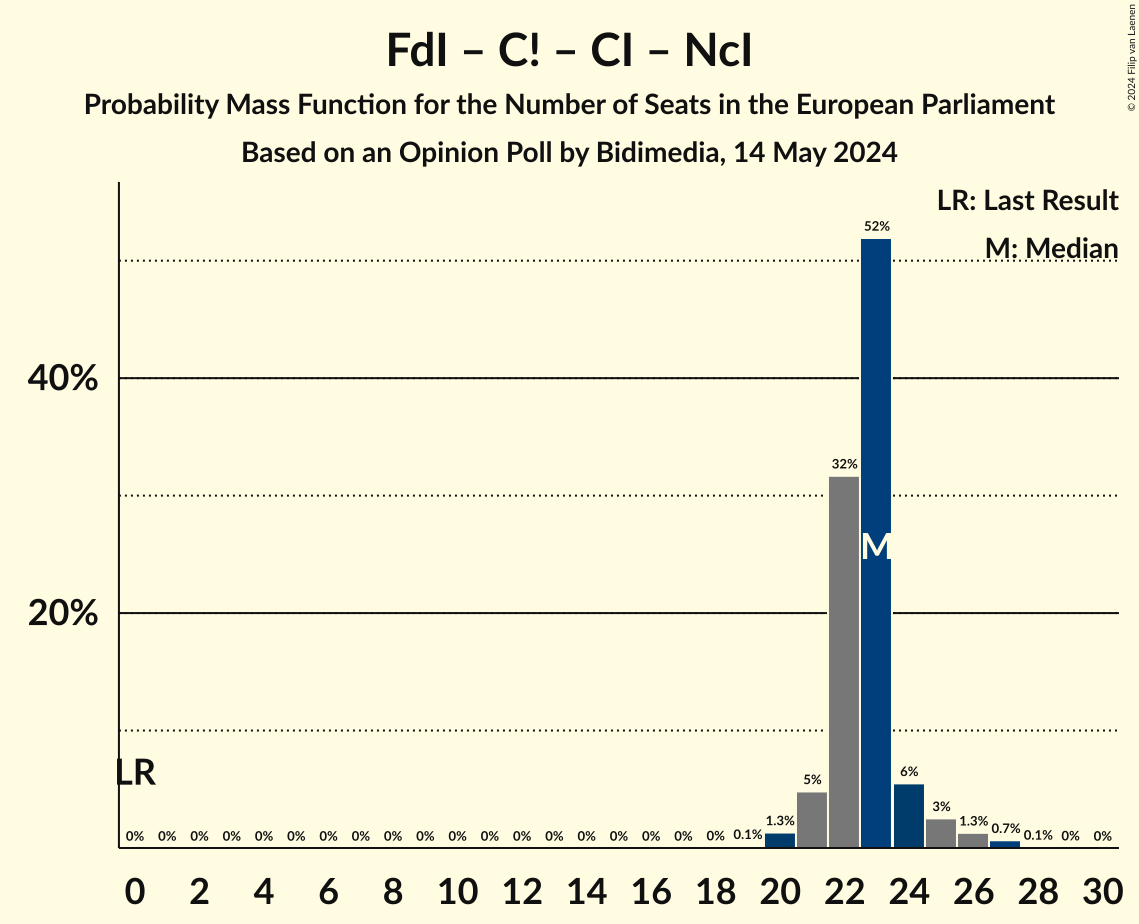 FdI – C! – CI – NcI
Probability Mass Function for the Number of Seats in the European Parliament
Based on an Opinion Poll by Bidimedia, 14 May 2024
© 2024 Filip van Laenen
LR: Last Result
M: Median
52%
40%
32%
M
20%
LR
0% 0% 0% 0% 0% 0% 0% 0% 0% 0% 0% 0% 0% 0% 0% 0% 0% 0% 0% 0.1% 1.3% 5% 6% 3% 1.3% 0.7% 0.1% 0% 0%
0 2 4 6 8 10 12 14 16 18 20 22 24 26 28 30